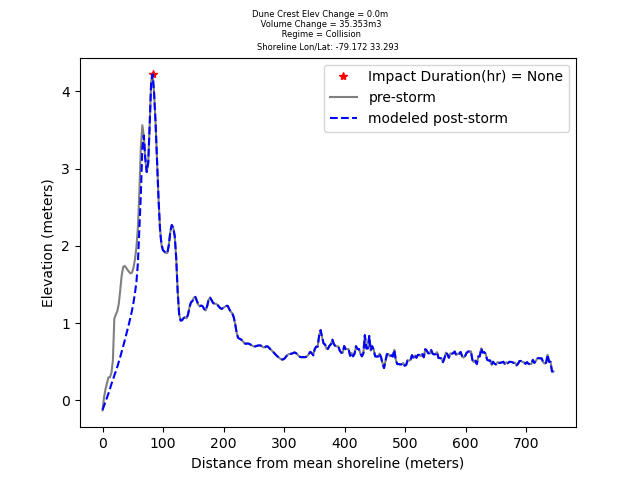 Dune Crest Elev Change = 0.0m
Volume Change = 35.353m3
Regime = Collision
Shoreline Lon/Lat: -79.172 33.293
Impact Duration(hr) = None
pre-storm
modeled post-storm
Elevation (meters)
4
3
2
1
0
0 100 200 300 400 500 600 700
Distance from mean shoreline (meters)